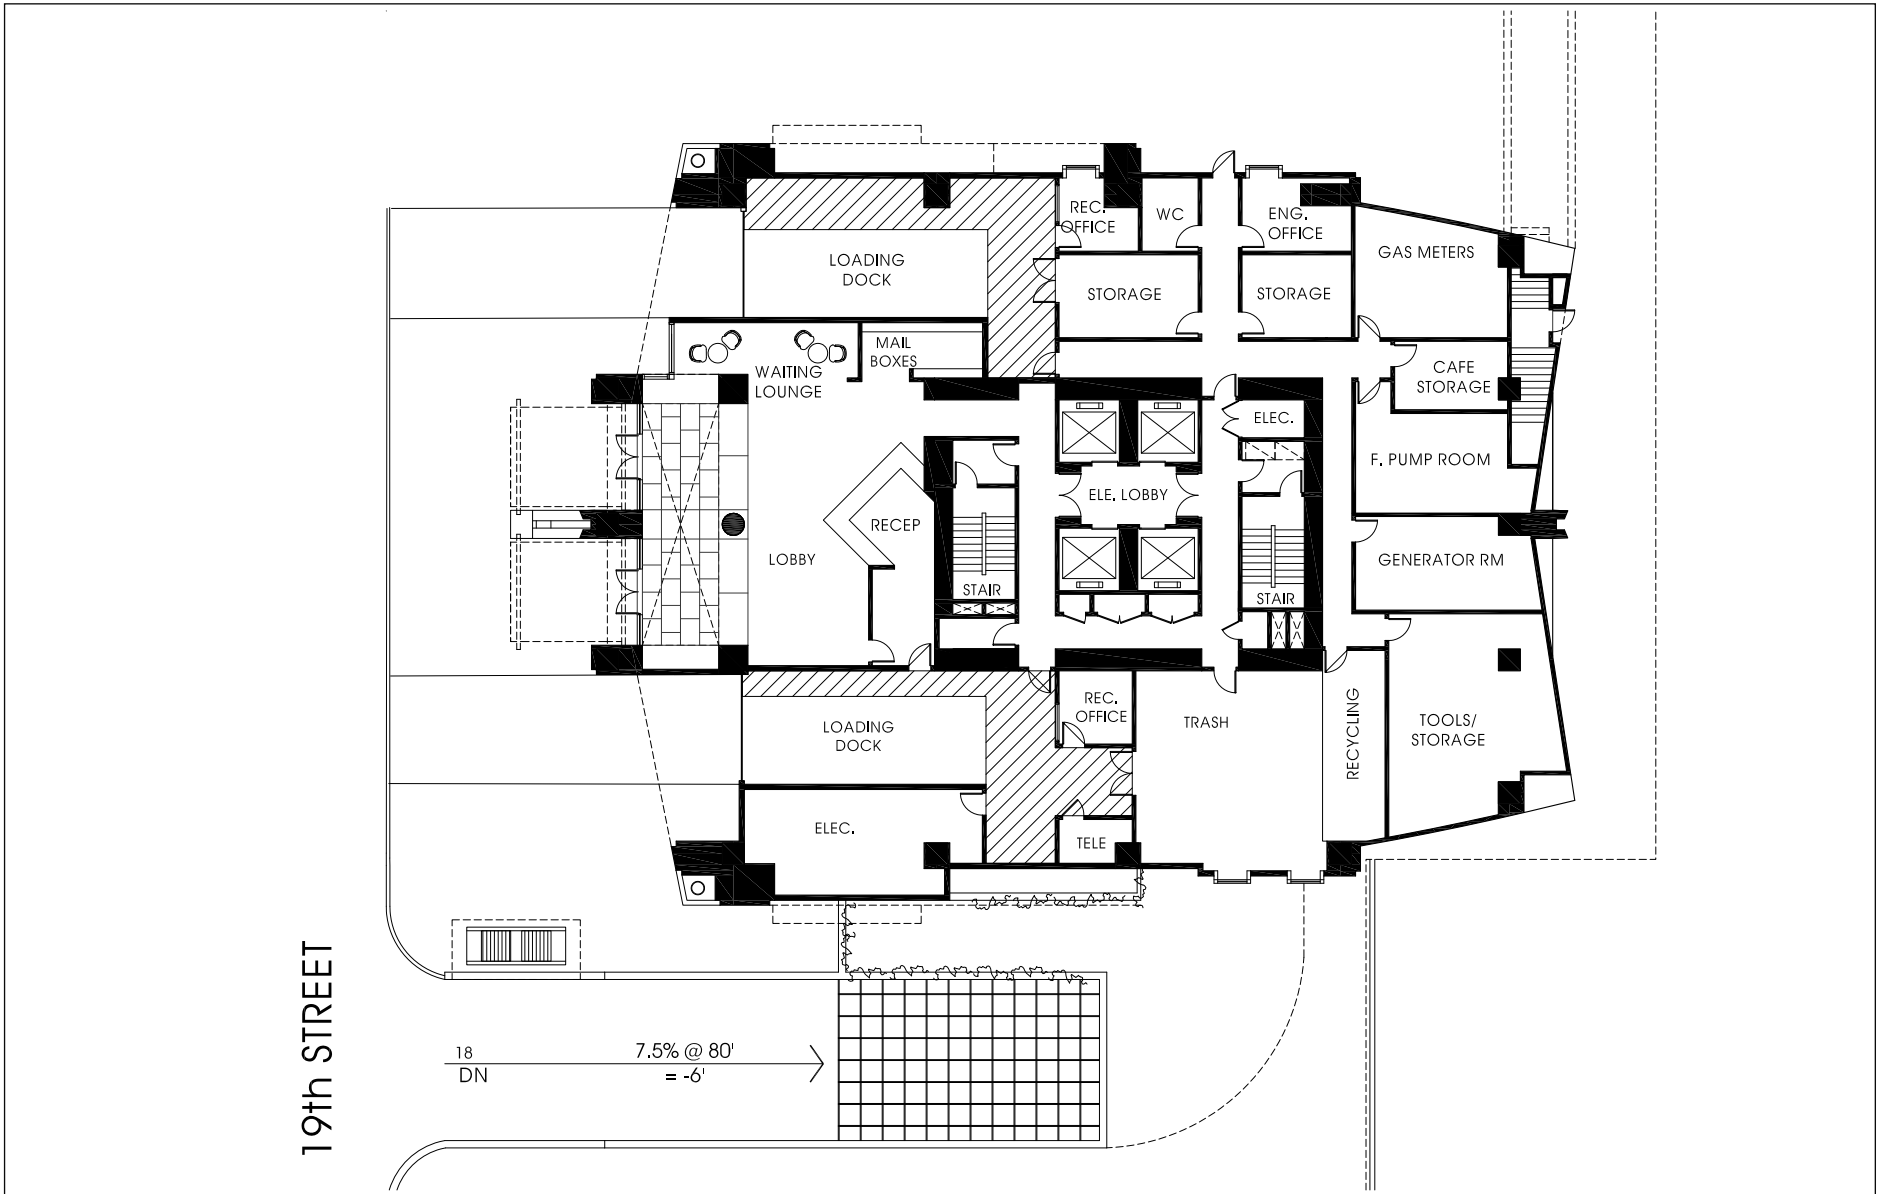 REC.
OFFICE
WC
ENG.
OFFICE
GAS METERS
LOADING
DOCK
STORAGE
STORAGE
MAIL
BOXES
WAITING
LOUNGE
CAFE
STORAGE
ELEC.
F. PUMP ROOM
ELE. LOBBY
RECEP
LOBBY
GENERATOR RM
STAIR
STAIR
REC.
OFFICE
LOADING
DOCK
TRASH
RECYCLING
TOOLS/
STORAGE
ELEC.
TELE
19th STREET
18
DN
7.5% @ 80'
= -6'